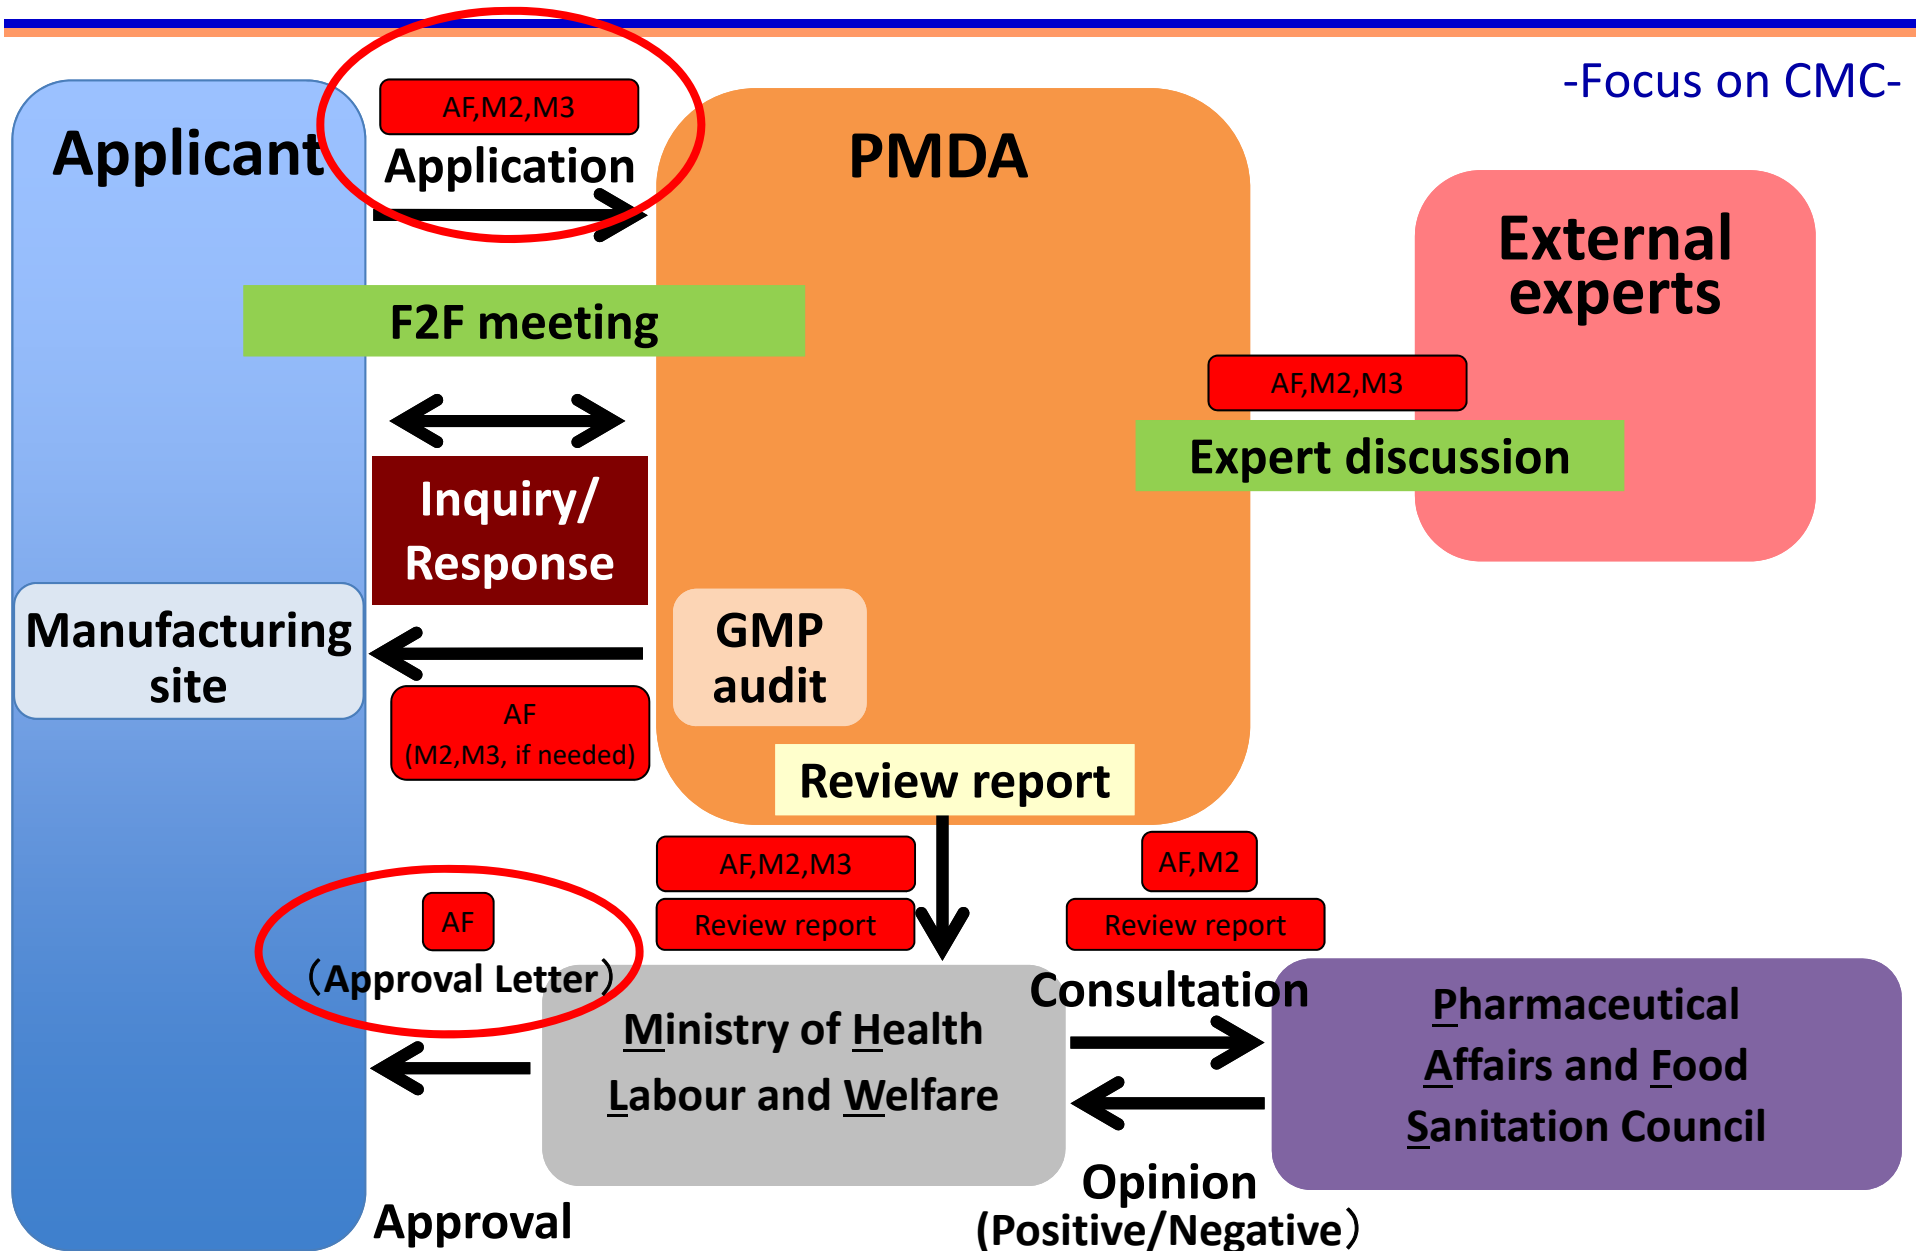 -Focus on CMC-
Applicant
AF,M2,M3
Application
PMDA
External
experts
F2F meeting
AF,M2,M3
Expert discussion
Inquiry/
Response
Manufacturing
site
GMP
audit
AF
(M2,M3, if needed)
Review report
AF,M2,M3
Review report
AF,M2
Review report
AF
（Approval Letter）
Ministry of Health
Labour and Welfare
Consultation
Pharmaceutical
Affairs and Food
Sanitation Council
Opinion
(Positive/Negative）
Approval